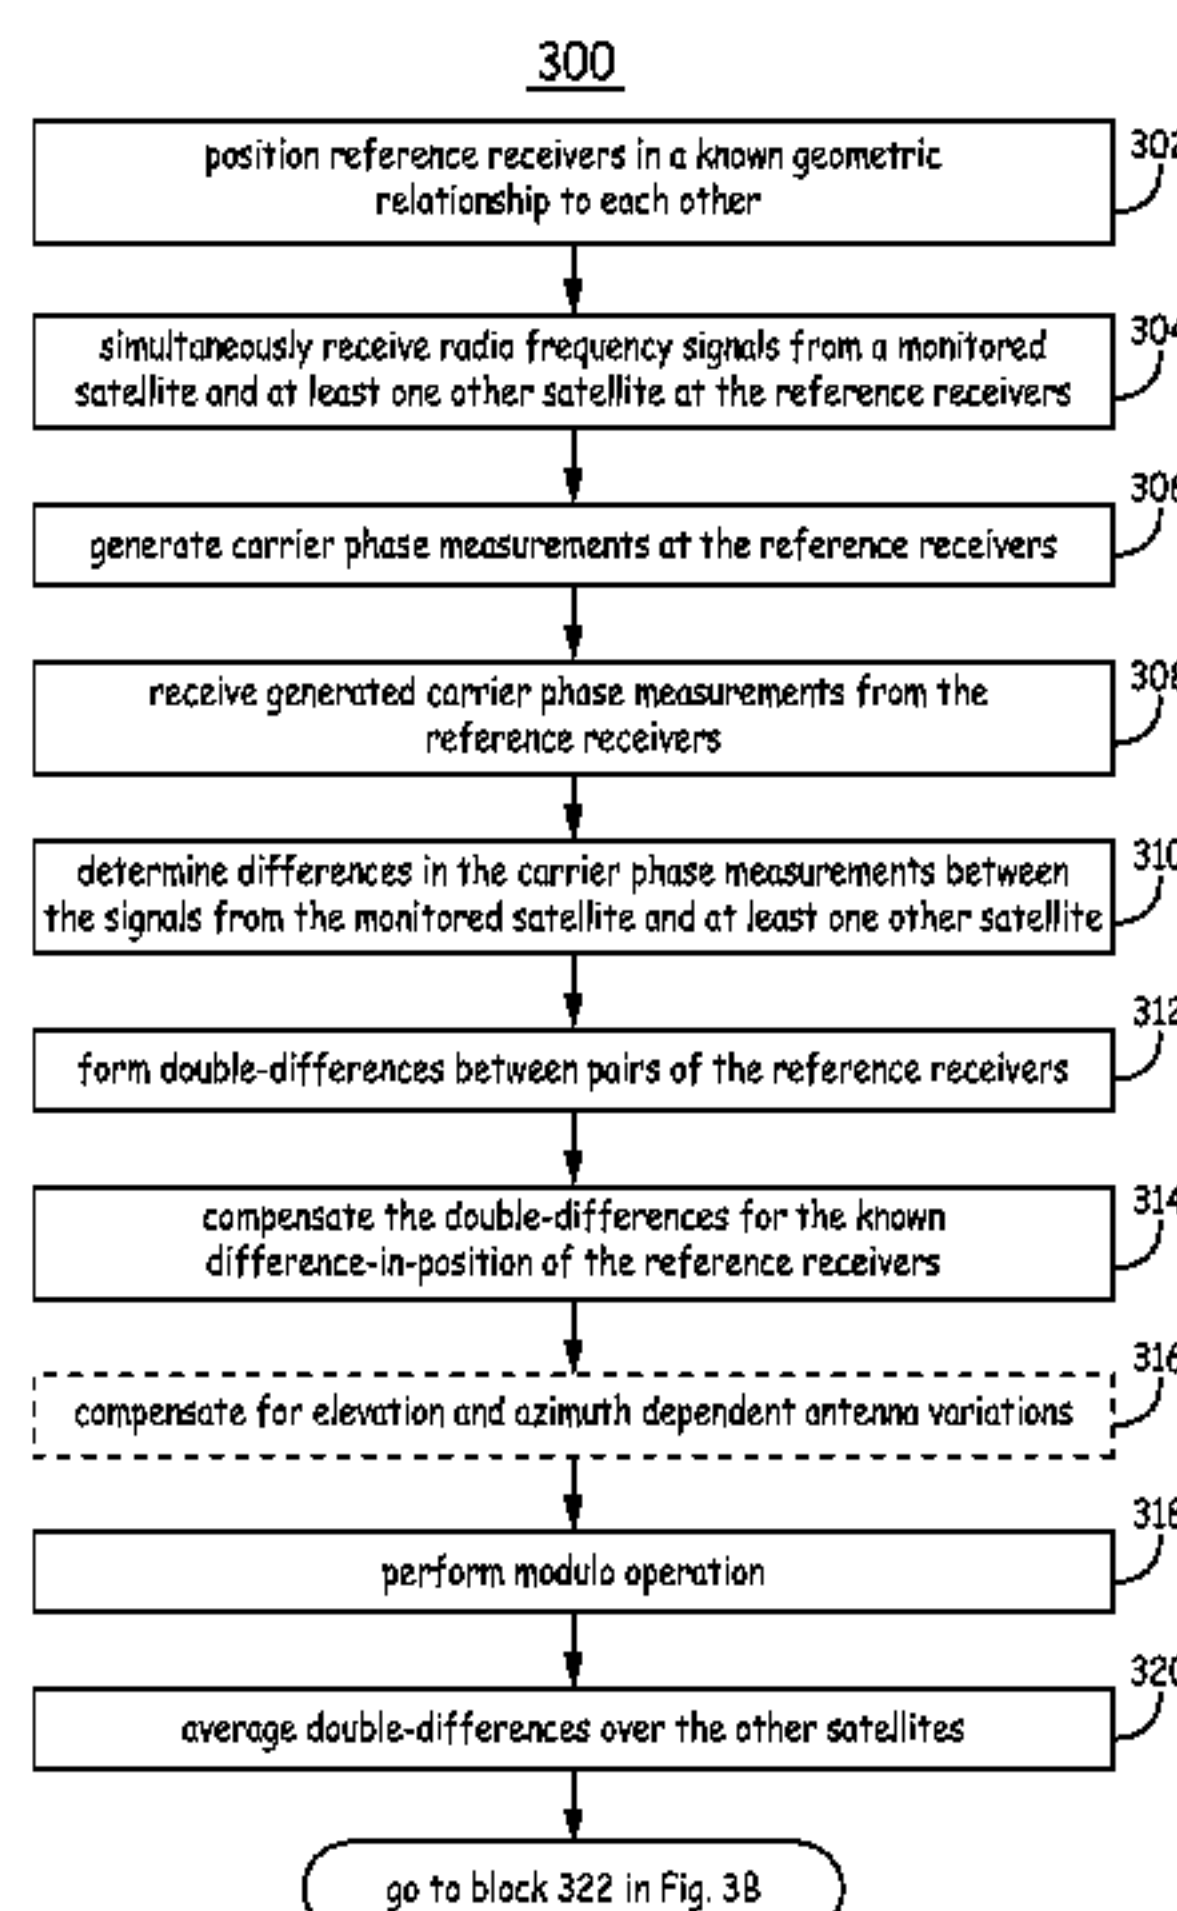 300
position reference receivers in a known geometric
relationship to each other
302
simultaneously receive radio frequency signals from a monitored
satellite and at least one other satellite at the reference receivers
304
generate carrier phase measurements at the reference receivers
306
receive generated carrier phase measurements from the
reference receivers
308
determine differences in the carrier phase measurements between
the signals from the monitored satellite and at least one other satellite
310
form double-differences between pairs of the reference receivers
312
compensate the double-differences for the known
difference-in-position of the reference receivers
314
compensate for elevation and azimuth dependent antenna variations
316
perform modulo operation
318
average double-differences over the other satellites
320
go to block 322 in Fig. 3B